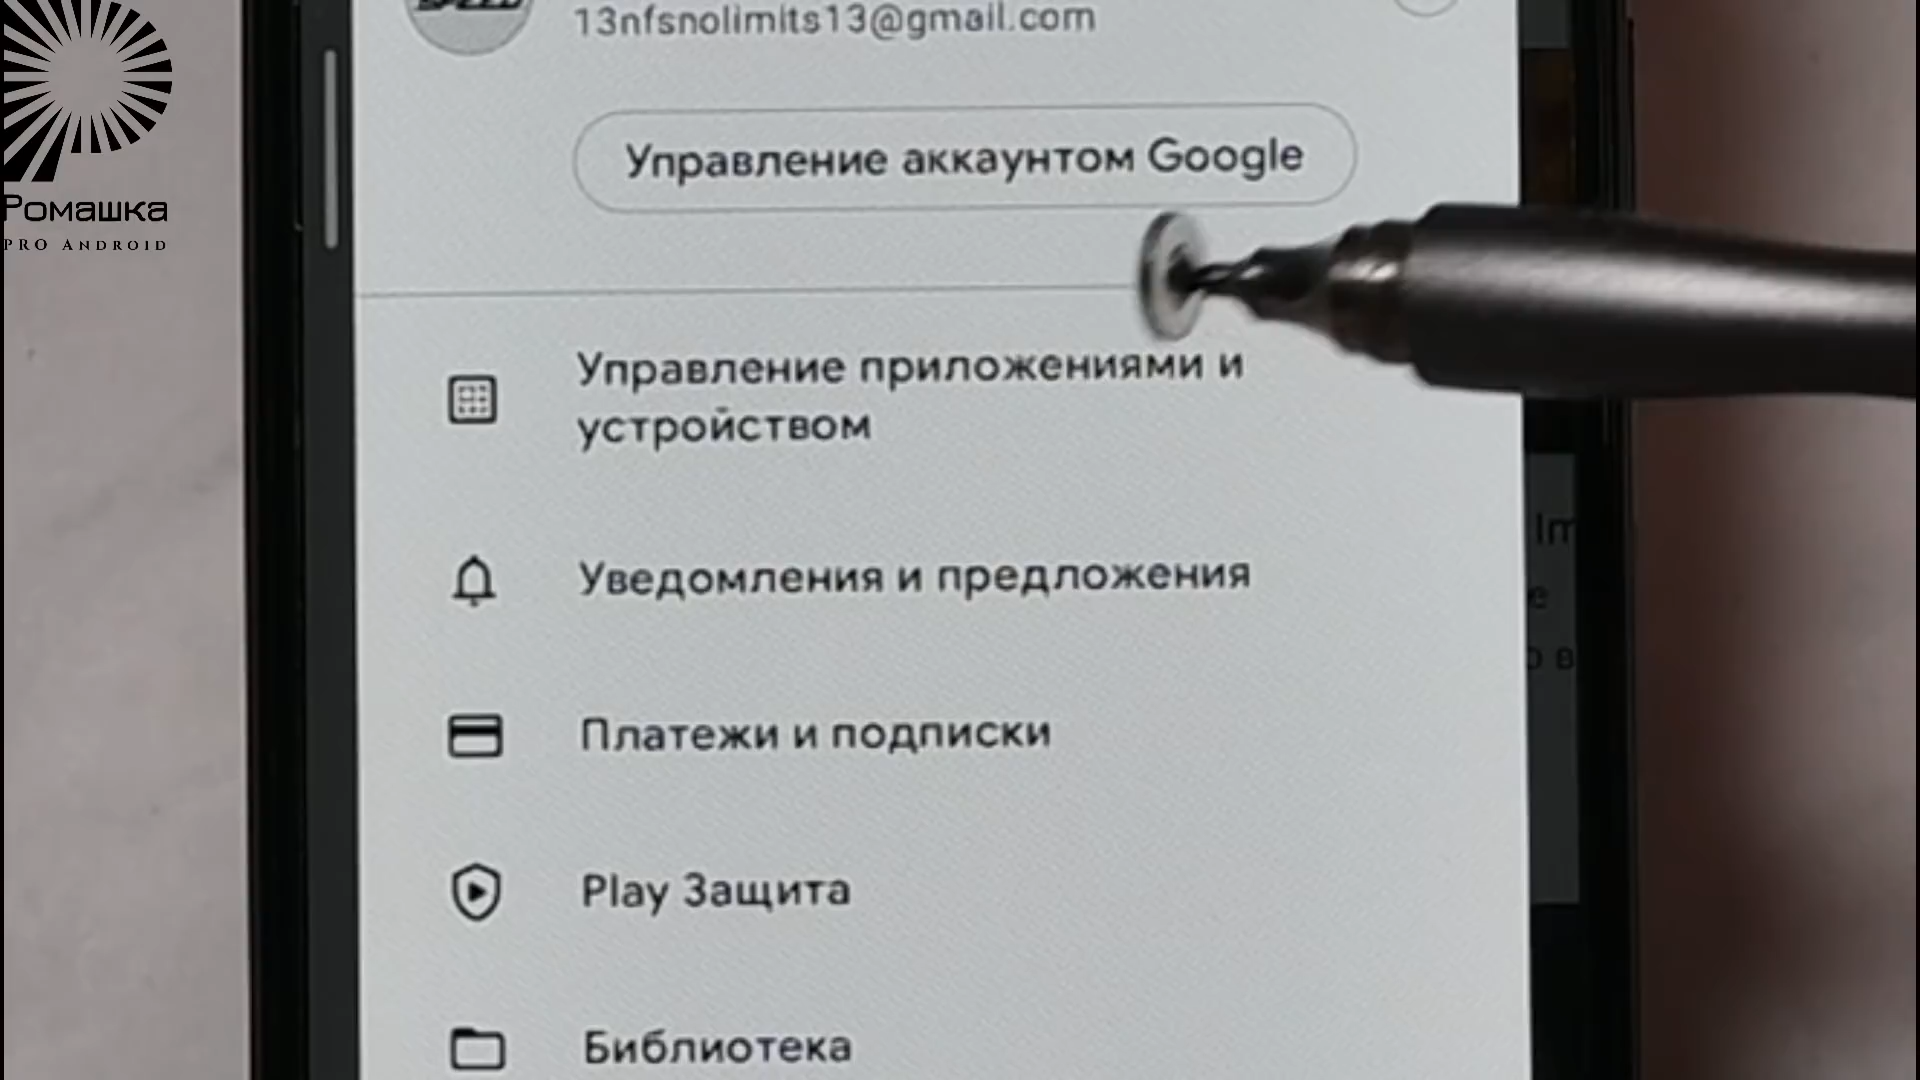 SPEED
13nfsnolimits13@gmail.com
Управление аккаунтом Google
Ромашка
PRO ANDROID
Управление приложениями и
устройством
Уведомления и предложения
Платежи и подписки
Play Защита
Библиотека